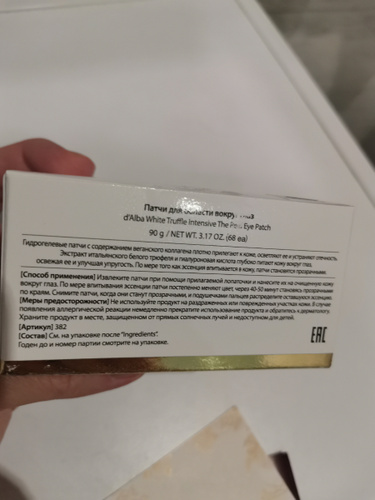 Патчи для области вокруг глаз
d'Alba White Truffle Intensive The Pink Eye Patch
90 g / NET WT. 3.17 OZ. (68 ea)
Гидрогелевые патчи с содержанием веганского коллагена плотно прилегают к коже, осветляют ее и устраняют отечность.
Экстракт итальянского белого трюфеля и гиалуроновая кислота глубоко питают кожу вокруг глаз,
освежая ее и улучшая упругость. По мере того как эссенция впитывается в кожу, патчи становятся прозрачными.
[Способ применения] Извлеките патчи при помощи прилагаемой лопаточки и нанесите их на очищенную кожу
вокруг глаз. По мере впитывания эссенции патчи постепенно меняют цвет, через 40-50 минут становятся прозрачными
по краям. Снимите патчи, когда они станут прозрачными, и подушечками пальцев распределите оставшуюся эссенцию.
[Меры предосторожности] Не использовать продукт на раздраженных или поврежденных участках кожи. В случае
появления аллергической реакции немедленно прекратите использование продукта и обратитесь к дерматологу.
Храните продукт в месте, защищенном от прямых солнечных лучей и недоступном для детей.
[Артикул] 382
[Состав] См. на упаковке после "Ingredients".
Годен до и номер партии смотрите на упаковке.
EAC